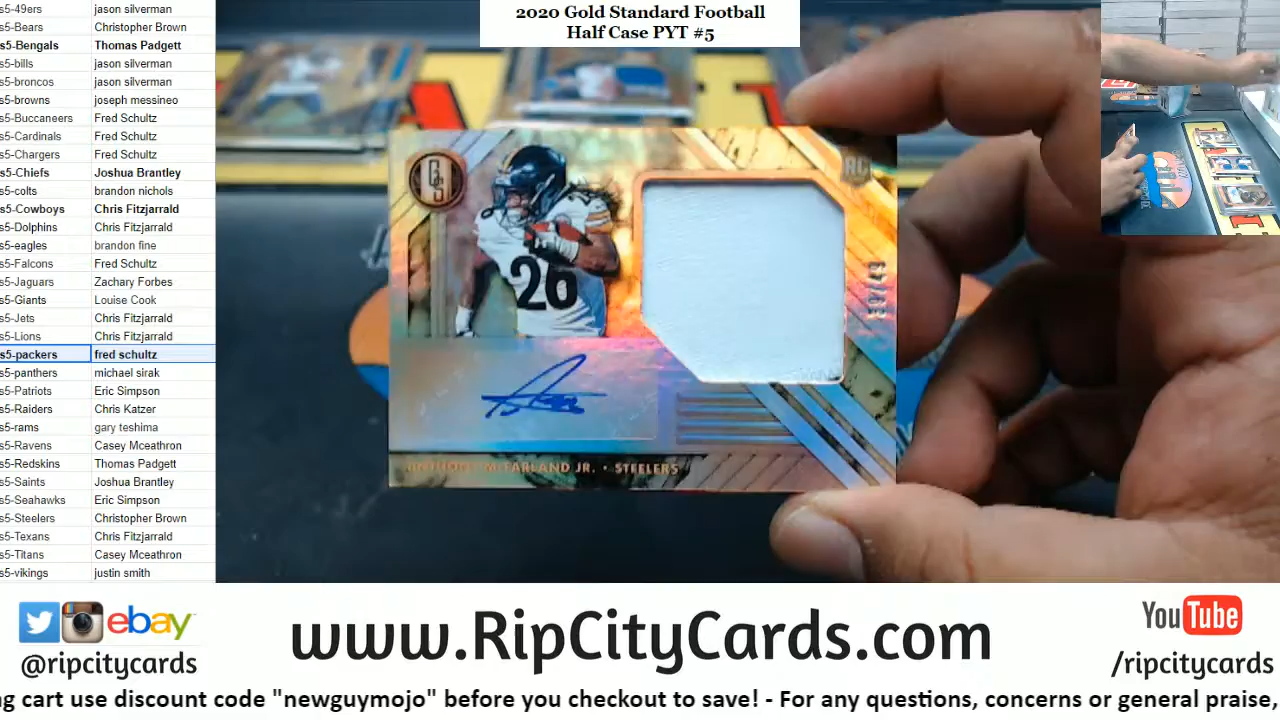 2020 Gold Standard Football
Half Case PYT #5
s5-49ers jason silverman
s5-Bears Christopher Brown
s5-Bengals Thomas Padgett
s5-bills jason silverman
s5-broncos jason silverman
s5-browns joseph messineo
s5-Buccaneers Fred Schultz
s5-Cardinals Fred Schultz
s5-Chargers Fred Schultz
s5-Chiefs Joshua Brantley
s5-colts brandon nichols
s5-Cowboys Chris Fitzjarrald
s5-Dolphins Chris Fitzjarrald
s5-eagles brandon fine
s5-Falcons Fred Schultz
s5-Jaguars Zachary Forbes
s5-Giants Louise Cook
s5-Jets Chris Fitzjarrald
s5-Lions Chris Fitzjarrald
s5-packers fred schultz
s5-panthers michael sirak
s5-Patriots Eric Simpson
s5-Raiders Chris Katzer
s5-rams gary teshima
s5-Ravens Casey Mceathron
s5-Redskins Thomas Padgett
s5-Saints Joshua Brantley
s5-Seahawks Eric Simpson
s5-Steelers Christopher Brown
s5-Texans Chris Fitzjarrald
s5-Titans Casey Mceathron
s5-vikings justin smith
GS
RC
26
ANTHONY McFARLAND JR. • STEELERS
ebay
@ripcitycards
www.RipCityCards.com
YouTube
/ripcitycards
ng cart use discount code "newguymojo" before you checkout to save! - For any questions, concerns or general praise,